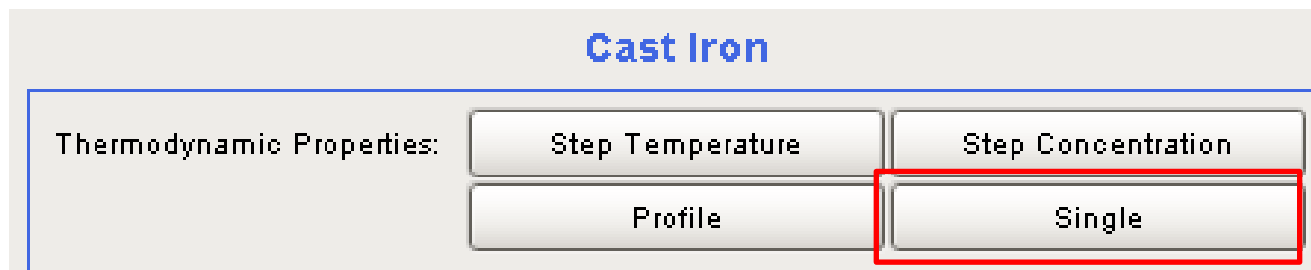 Cast Iron
Thermodynamic Properties: Step Temperature Step Concentration
Profile Single